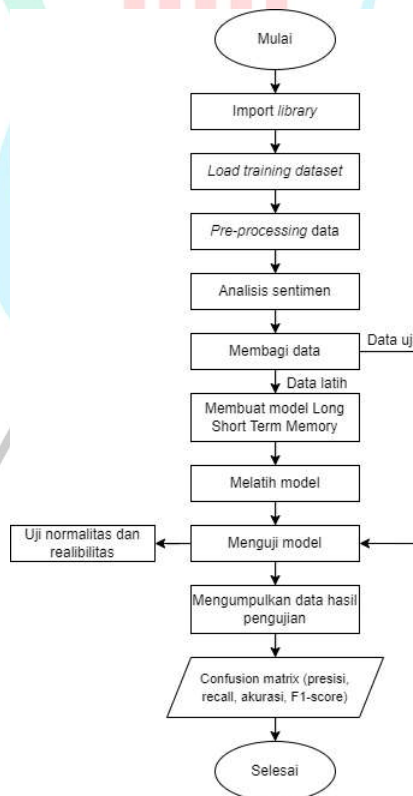 Mulai
Import library
Load training dataset
Pre-processing data
Analisis sentimen
Membagi data
Data uj
Data latih
Membuat model Long
Short Term Memory
Melatih model
Uji normalitas dan
realibilitas
Menguji model
Mengumpulkan data hasil
pengujian
Confusion matrix (presisi,
recall, akurasi, F1-score)
Selesai